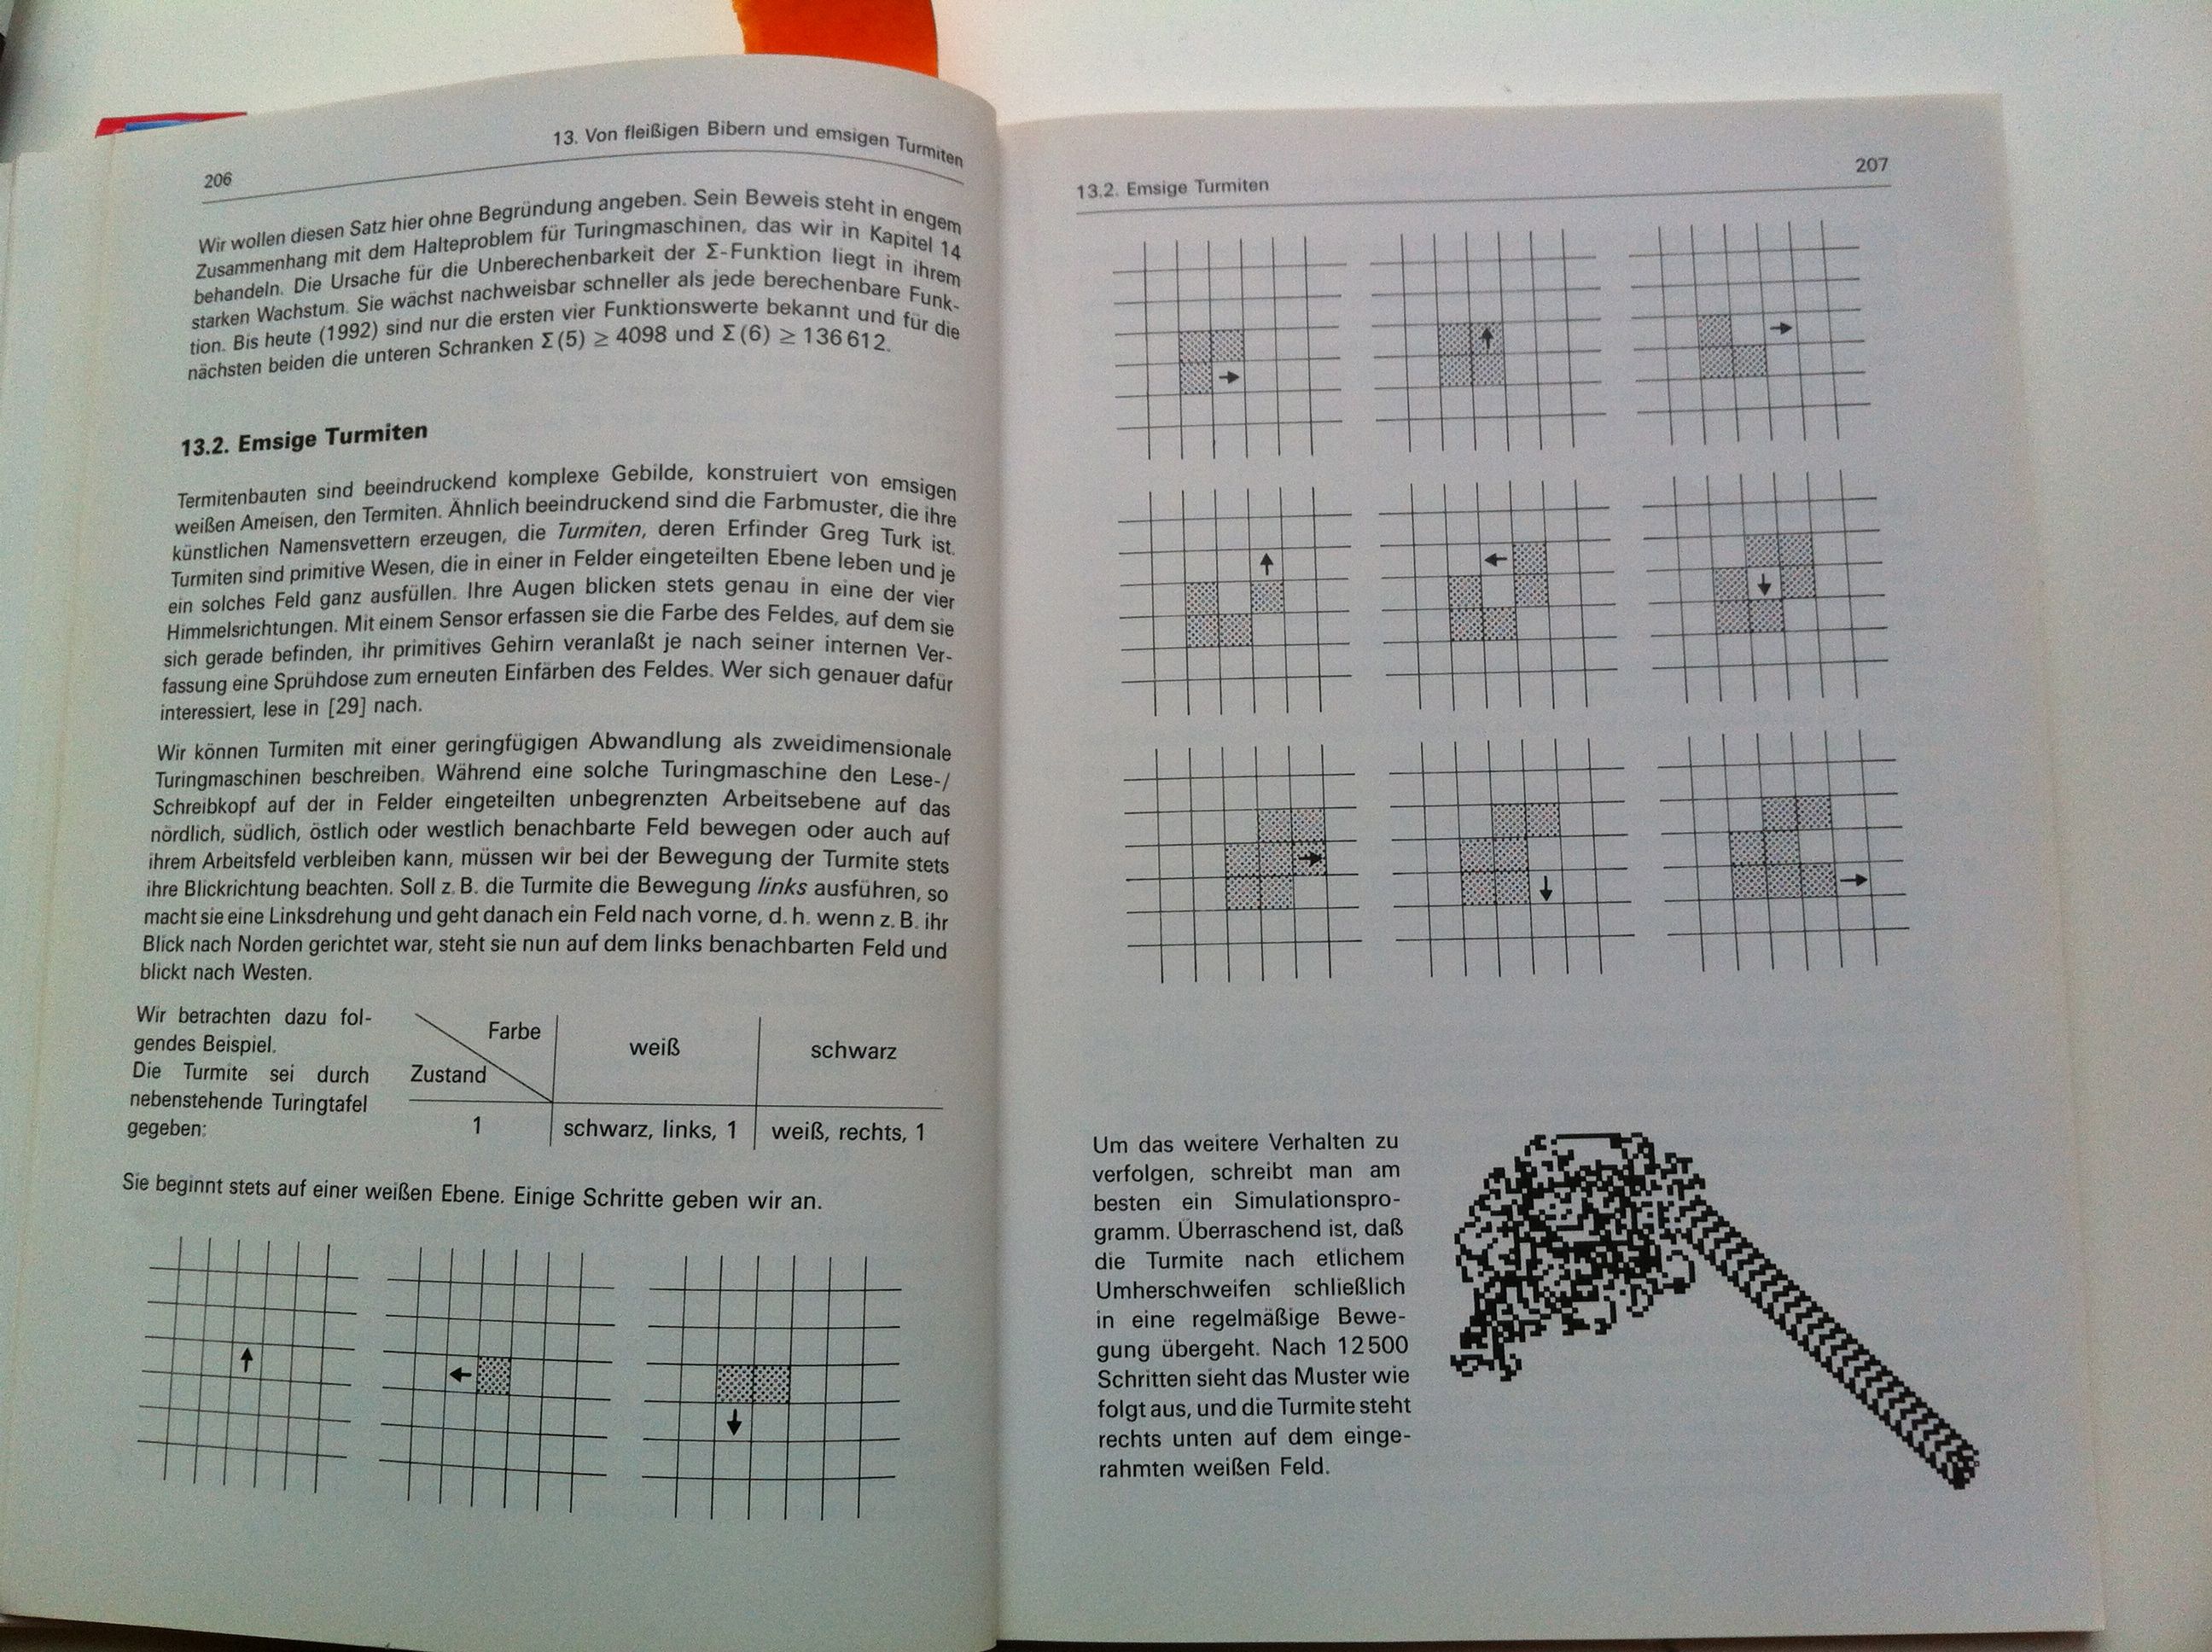 13. Von fleißigen Bibern und emsigen Turmiten
206
Wir wollen diesen Satz hier ohne Begründung angeben. Sein Beweis steht in engem
Zusammenhang mit dem Halteproblem für Turingmaschinen, das wir in Kapitel 14
behandeln. Die Ursache für die Unberechenbarkeit der Σ-Funktion liegt in ihrem
starken Wachstum. Sie wächst nachweisbar schneller als jede berechenbare Funk-
tion. Bis heute (1992) sind nur die ersten vier Funktionswerte bekannt und für die
nächsten beiden die unteren Schranken Σ(5) ≥ 4098 und Σ(6) ≥ 136 612.
13.2. Emsige Turmiten
Termitenbauten sind beeindruckend komplexe Gebilde, konstruiert von emsigen
weißen Ameisen, den Termiten. Ähnlich beeindruckend sind die Farbmuster, die ihre
künstlichen Namensvettern erzeugen, die Turmiten, deren Erfinder Greg Turk ist.
Turmiten sind primitive Wesen, die in einer in Felder eingeteilten Ebene leben und je
ein solches Feld ganz ausfüllen. Ihre Augen blicken stets genau in eine der vier
Himmelsrichtungen. Mit einem Sensor erfassen sie die Farbe des Feldes, auf dem sie
sich gerade befinden, ihr primitives Gehirn veranlaßt je nach seiner internen Ver-
fassung eine Sprühdose zum erneuten Einfärben des Feldes. Wer sich genauer dafür
interessiert, lese in [29] nach.
Wir können Turmiten mit einer geringfügigen Abwandlung als zweidimensionale
Turingmaschinen beschreiben. Während eine solche Turingmaschine den Lese-/
Schreibkopf auf der in Felder eingeteilten unbegrenzten Arbeitsebene auf das
nördlich, südlich, östlich oder westlich benachbarte Feld bewegen oder auch auf
ihrem Arbeitsfeld verbleiben kann, müssen wir bei der Bewegung der Turmite stets
ihre Blickrichtung beachten. Soll z. B. die Turmite die Bewegung links ausführen, so
macht sie eine Linksdrehung und geht danach ein Feld nach vorne, d. h. wenn z. B. ihr
Blick nach Norden gerichtet war, steht sie nun auf dem links benachbarten Feld und
blickt nach Westen.
Wir betrachten dazu fol-
gendes Beispiel.
Die Turmite sei durch
nebenstehende Turingtafel
gegeben:
Farbe weiß schwarz
Zustand
1 schwarz, links, 1 weiß, rechts, 1
Sie beginnt stets auf einer weißen Ebene. Einige Schritte geben wir an.
13.2. Emsige Turmiten
207
Um das weitere Verhalten zu
verfolgen, schreibt man am
besten ein Simulationspro-
gramm. Überraschend ist, daß
die Turmite nach etlichem
Umherschweifen schließlich
in eine regelmäßige Bewe-
gung übergeht. Nach 12 500
Schritten sieht das Muster wie
folgt aus, und die Turmite steht
rechts unten auf dem einge-
rahmten weißen Feld.